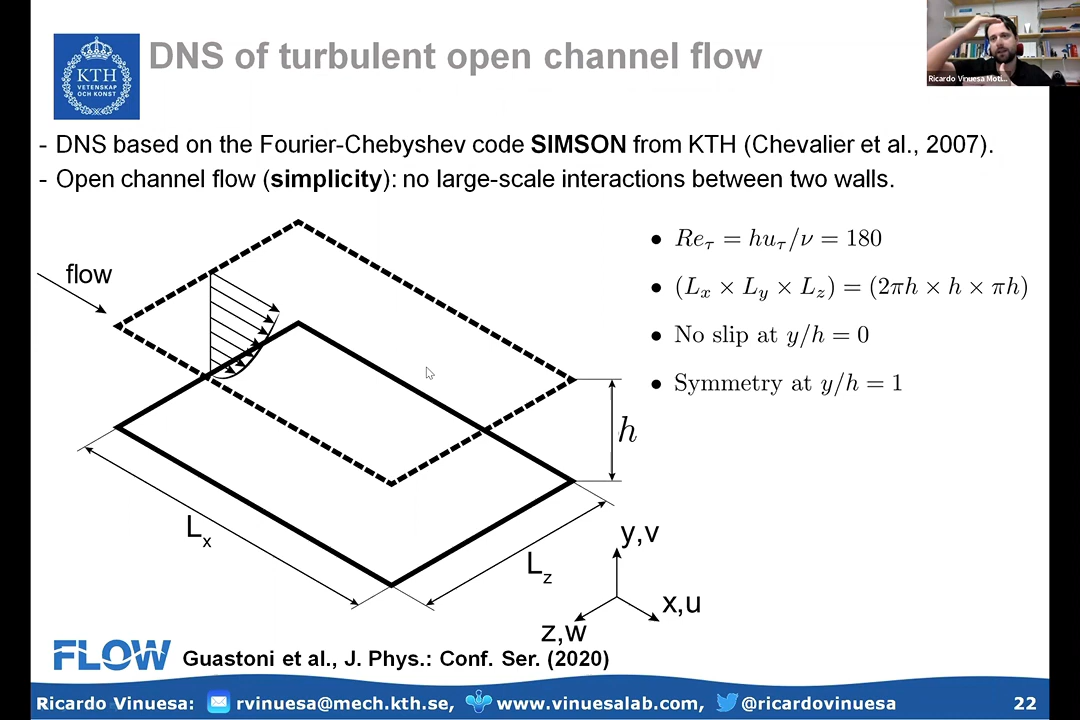 DNS of turbulent open channel flow
KTH
VETENSKAP
OCH KONST
Ricardo Vinuesa Moti...
- DNS based on the Fourier-Chebyshev code SIMSON from KTH (Chevalier et al., 2007).
- Open channel flow (simplicity): no large-scale interactions between two walls.
flow
• Re_τ = hu_τ/ν = 180
• (L_x × L_y × L_z) = (2πh × h × πh)
• No slip at y/h = 0
• Symmetry at y/h = 1
h
L_x
L_z
y,v
x,u
z,w
FLOW
Guastoni et al., J. Phys.: Conf. Ser. (2020)
Ricardo Vinuesa: rvinuesa@mech.kth.se, www.vinuesalab.com, @ricardovinuesa 22